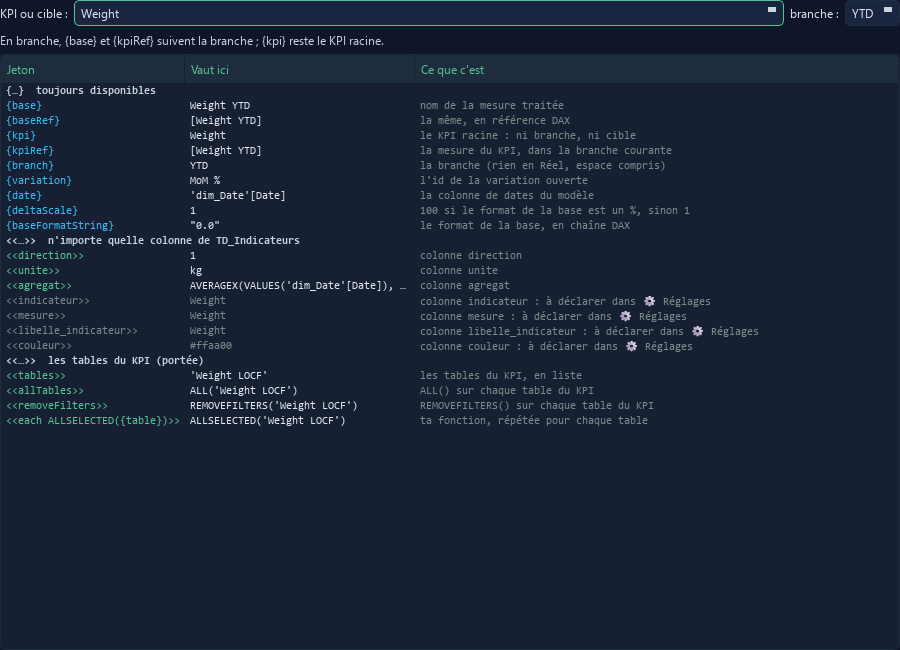 KPI ou cible : Weight branche : YTD
En branche, {base} et {kpiRef} suivent la branche ; {kpi} reste le KPI racine.
Jeton Vaut ici Ce que c'est
{…} toujours disponibles
{base} Weight YTD nom de la mesure traitée
{baseRef} [Weight YTD] la même, en référence DAX
{kpi} Weight le KPI racine : ni branche, ni cible
{kpiRef} [Weight YTD] la mesure du KPI, dans la branche courante
{branch} YTD la branche (rien en Réel, espace compris)
{variation} MoM % l'id de la variation ouverte
{date} 'dim_Date'[Date] la colonne de dates du modèle
{deltaScale} 1 100 si le format de la base est un %, sinon 1
{baseFormatString} "0.0" le format de la base, en chaîne DAX
<<…>> n'importe quelle colonne de TD_Indicateurs
<<direction>> 1 colonne direction
<<unite>> kg colonne unite
<<agregat>> AVERAGEX(VALUES('dim_Date'[Date]), … colonne agregat
<<indicateur>> Weight colonne indicateur : à déclarer dans ⚙ Réglages
<<mesure>> Weight colonne mesure : à déclarer dans ⚙ Réglages
<<libelle_indicateur>> Weight colonne libelle_indicateur : à déclarer dans ⚙ Réglages
<<couleur>> #ffaa00 colonne couleur : à déclarer dans ⚙ Réglages
<<…>> les tables du KPI (portée)
<<tables>> 'Weight LOCF' les tables du KPI, en liste
<<allTables>> ALL('Weight LOCF') ALL() sur chaque table du KPI
<<removeFilters>> REMOVEFILTERS('Weight LOCF') REMOVEFILTERS() sur chaque table du KPI
<<each ALLSELECTED({table})>> ALLSELECTED('Weight LOCF') ta fonction, répétée pour chaque table